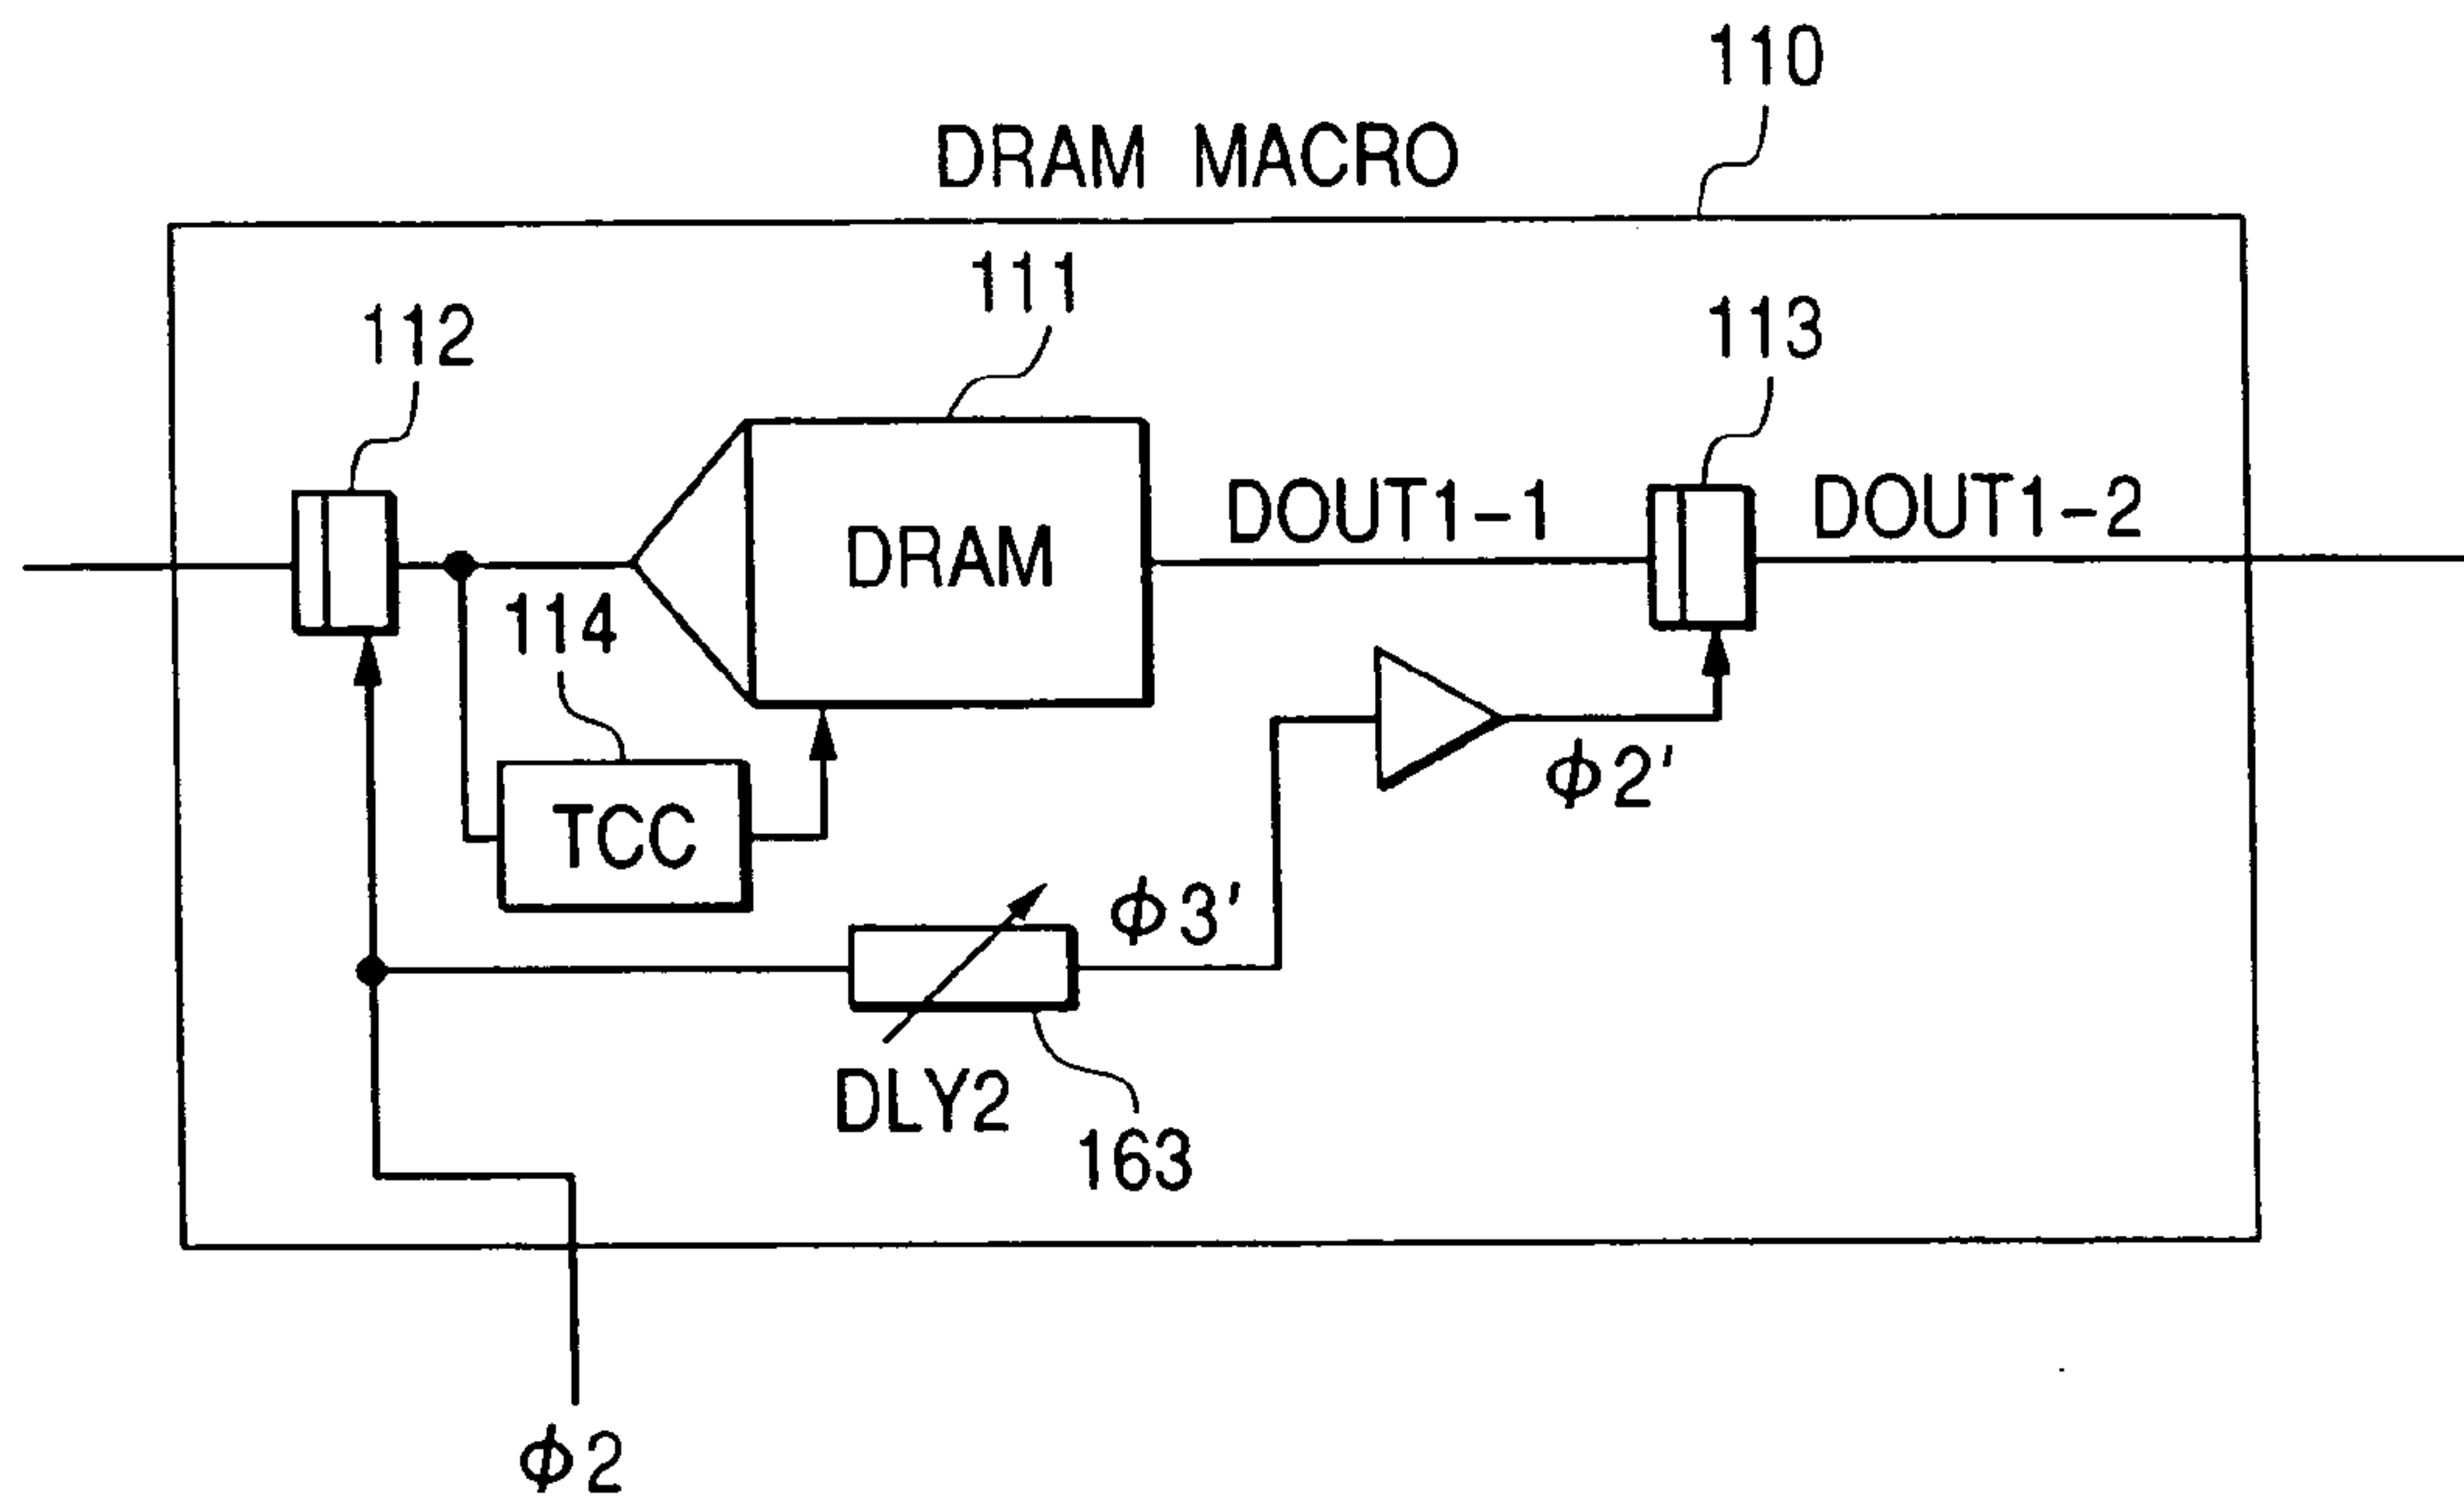 110
DRAM MACRO
111
112
113
DOUT1-1
DOUT1-2
DRAM
114
ϕ2'
TCC
ϕ3'
DLY2
163
ϕ2